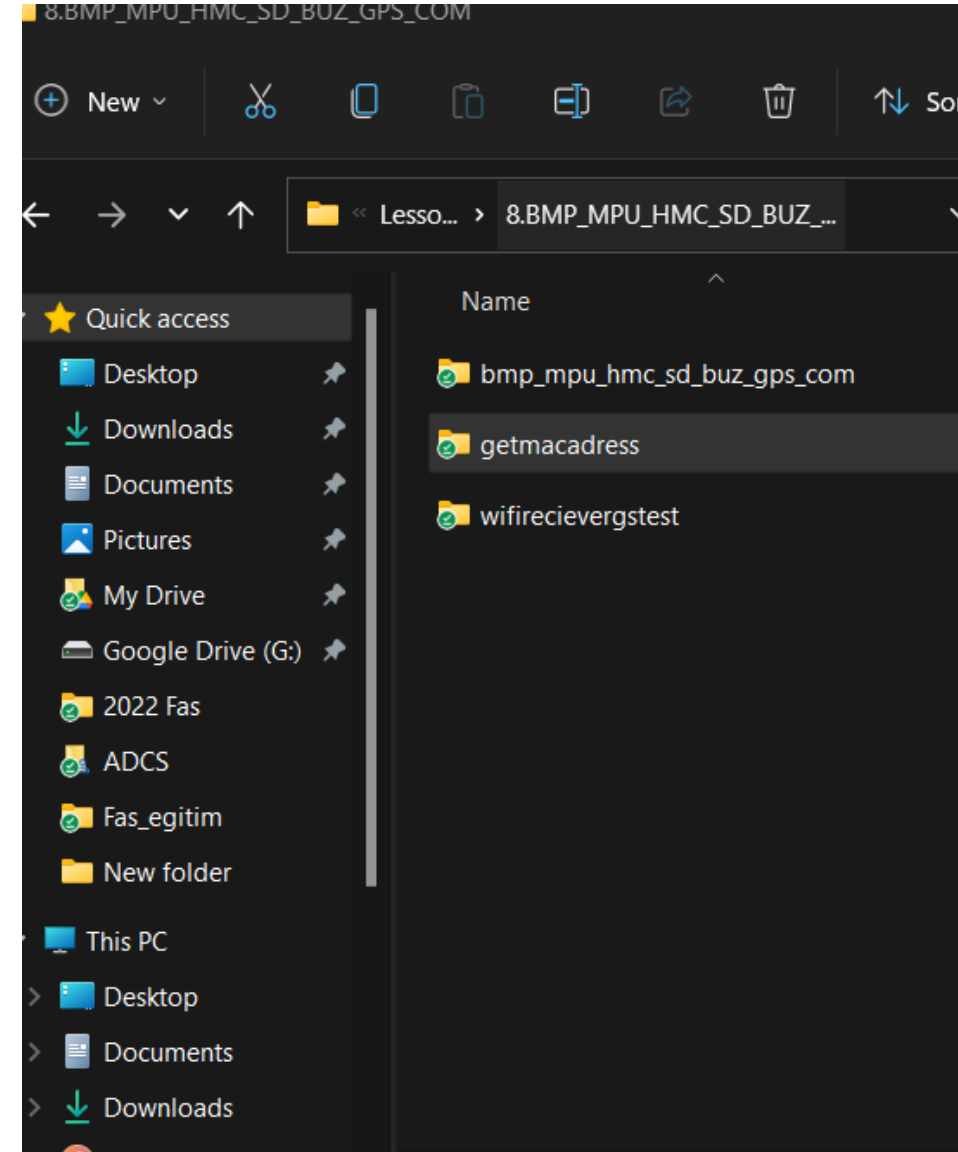 8.BMP_MPU_HMC_SD_BUZ_GPS_COM
New
Lesso... > 8.BMP_MPU_HMC_SD_BUZ_...
Quick access
Desktop
Downloads
Documents
Pictures
My Drive
Google Drive (G:)
2022 Fas
ADCS
Fas_egitim
New folder
This PC
Desktop
Documents
Downloads
Name
bmp_mpu_hmc_sd_buz_gps_com
getmacadress
wifirecievergstest